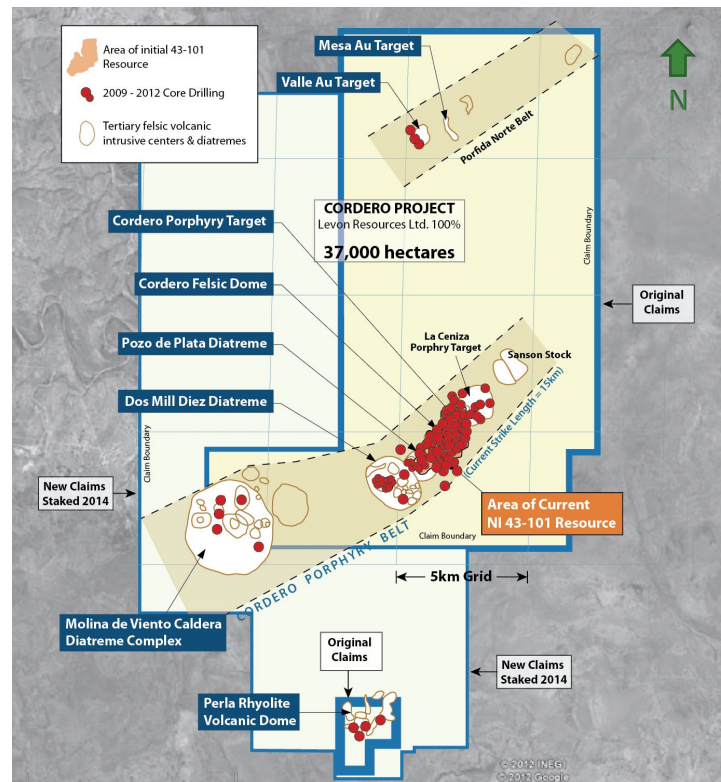 Area of initial 43-101
Resource
2009 - 2012 Core Drilling
Tertiary felsic volcanic
intrusive centers & diatremes
Mesa Au Target
Valle Au Target
N
Porfida Norte Belt
CORDERO PROJECT
Levon Resources Ltd. 100%
37,000 hectares
Claim Boundary
Original
Claims
Cordero Porphyry Target
Cordero Felsic Dome
Pozo de Plata Diatreme
Dos Mill Diez Diatreme
La Ceniza
Porphry Target
Sanson Stock
(Current Strike Length = 15km)
Claim Boundary
New Claims
Staked 2014
Area of Current
NI 43-101 Resource
Claim Boundary
CORDERO PORPHYRY BELT
5km Grid
Molina de Viento Caldera
Diatreme Complex
Original
Claims
New Claims
Staked 2014
Perla Rhyolite
Volcanic Dome
© 2012 INEGI
© 2012 Google